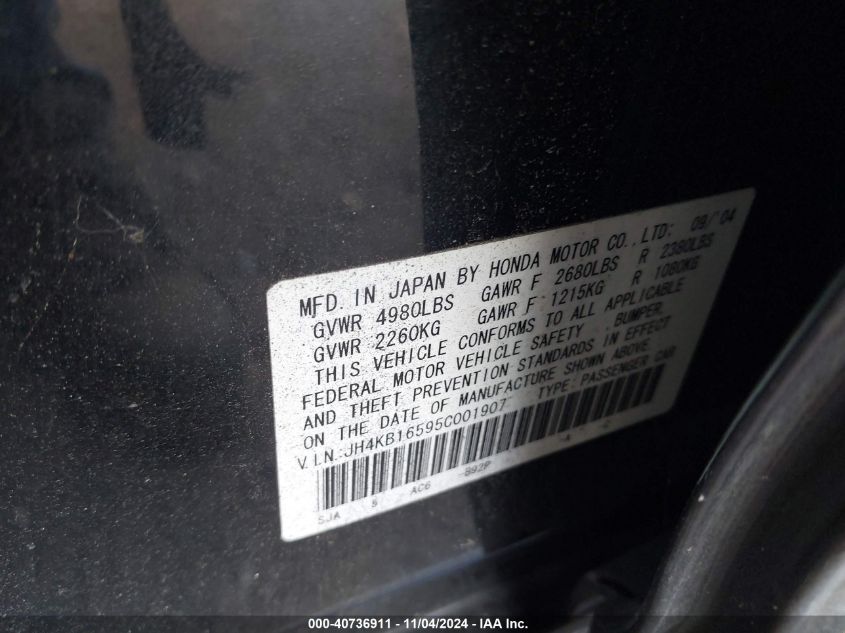 MFD. IN JAPAN BY HONDA MOTOR CO., LTD; 09/'04
GVWR 4980LBS GAWR F 2680LBS R 2380LBS
GVWR 2260KG GAWR F 1215KG R 1080KG
THIS VEHICLE CONFORMS TO ALL APPLICABLE
FEDERAL MOTOR VEHICLE SAFETY , BUMPER,
AND THEFT PREVENTION STANDARDS IN EFFECT
ON THE DATE OF MANUFACTURE SHOWN ABOVE.
V.I.N.:JH4KB16595C001907 TYPE: PASSENGER CAR
SJA 5 AC6 -B92P -A -C
000-40736911 - 11/04/2024 - IAA Inc.